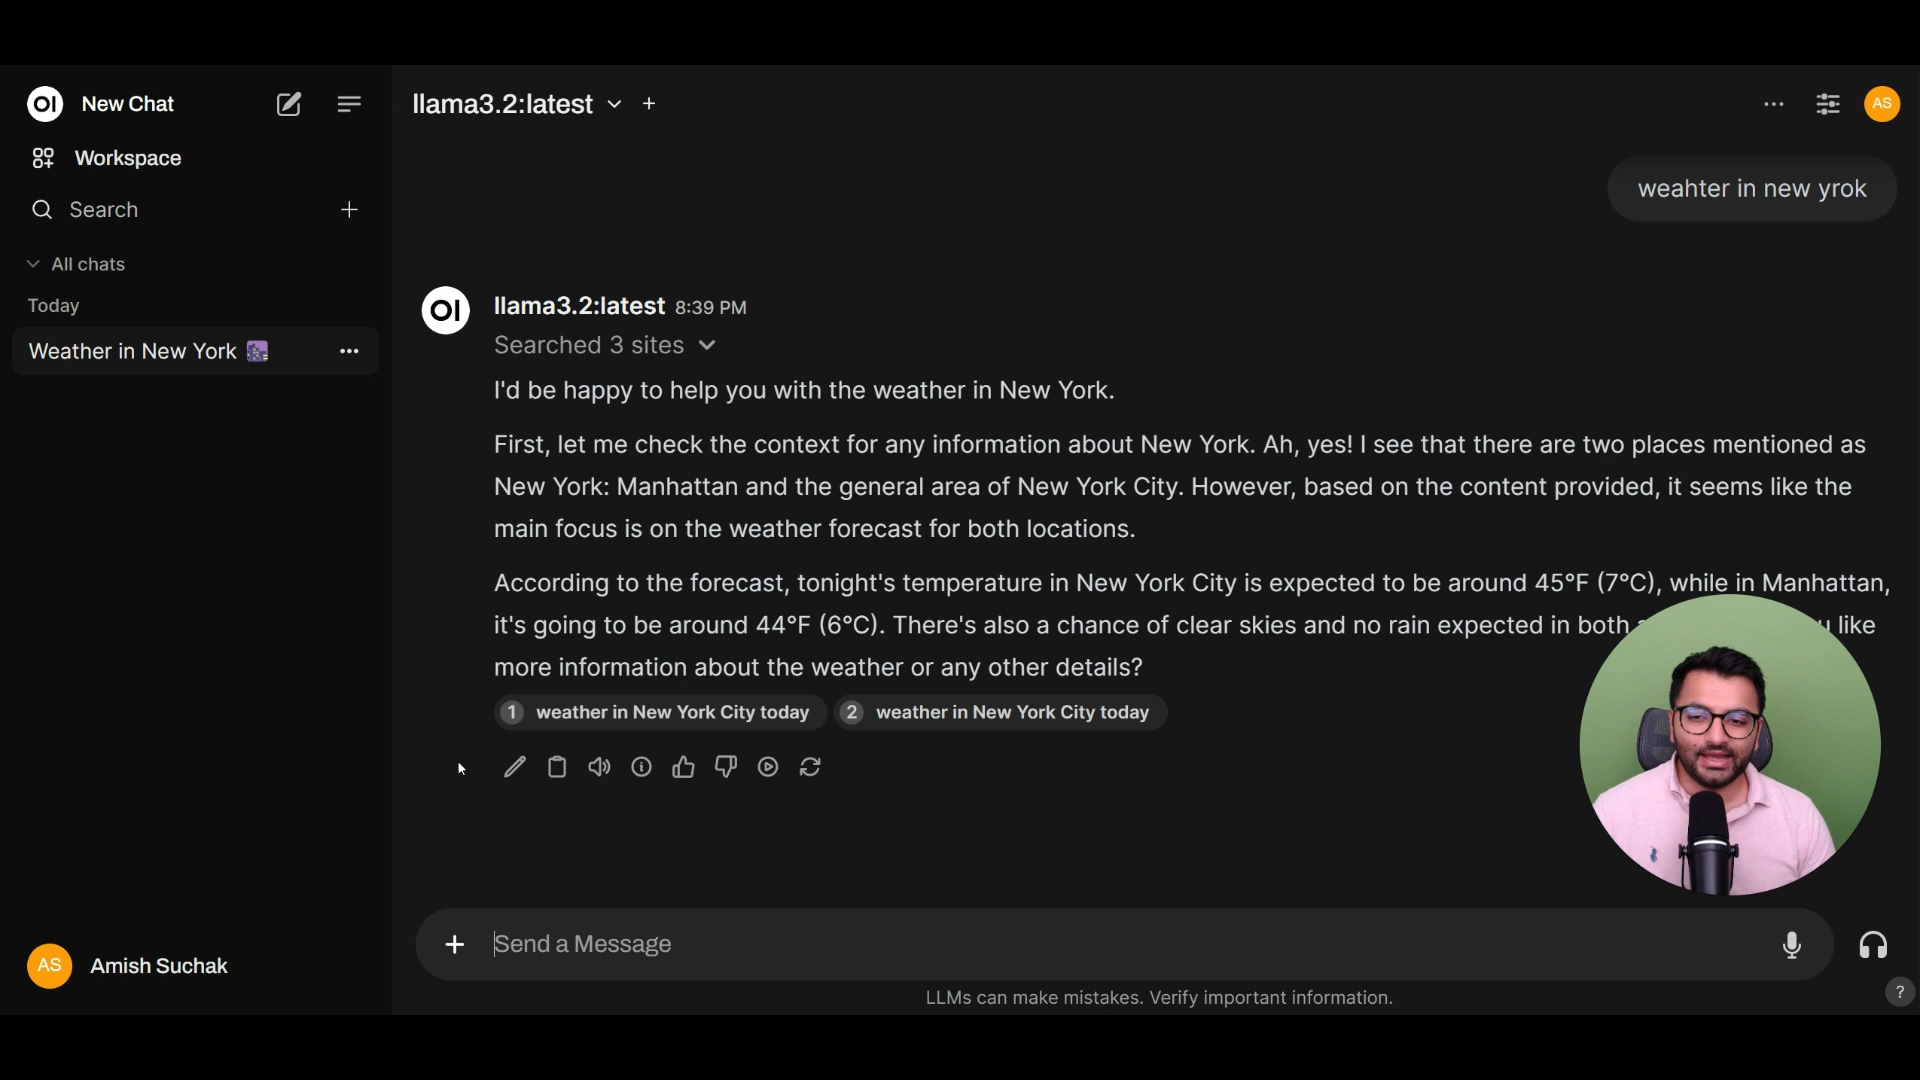 OI New Chat
Workspace
Search
All chats
Today
Weather in New York
AS Amish Suchak
llama3.2:latest
AS
weahter in new yrok
OI llama3.2:latest 8:39 PM
Searched 3 sites
I'd be happy to help you with the weather in New York.
First, let me check the context for any information about New York. Ah, yes! I see that there are two places mentioned as
New York: Manhattan and the general area of New York City. However, based on the content provided, it seems like the
main focus is on the weather forecast for both locations.
According to the forecast, tonight's temperature in New York City is expected to be around 45°F (7°C), while in Manhattan,
it's going to be around 44°F (6°C). There's also a chance of clear skies and no rain expected in both like
more information about the weather or any other details?
1 weather in New York City today 2 weather in New York City today
Send a Message
LLMs can make mistakes. Verify important information.
?